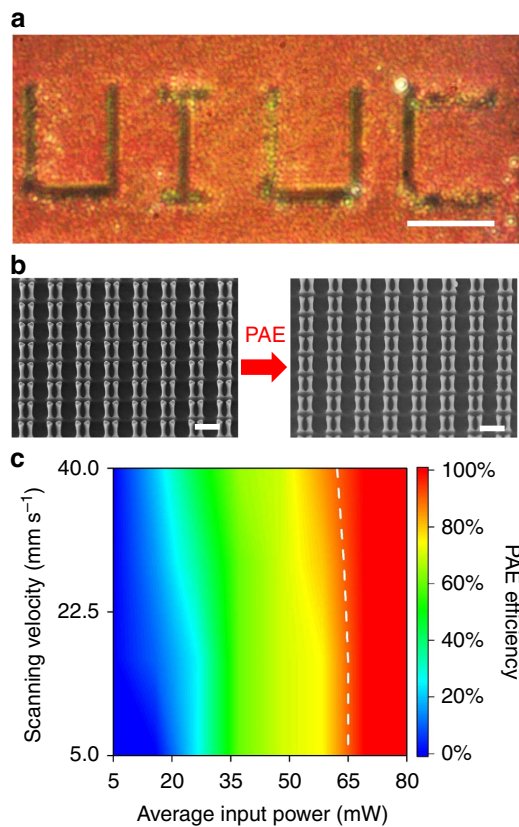 a
UIUC
b
PAE
c
40.0
22.5
5.0
Scanning velocity (mm s⁻¹)
5 20 35 50 65 80
Average input power (mW)
100%
80%
60%
40%
20%
0%
PAE efficiency